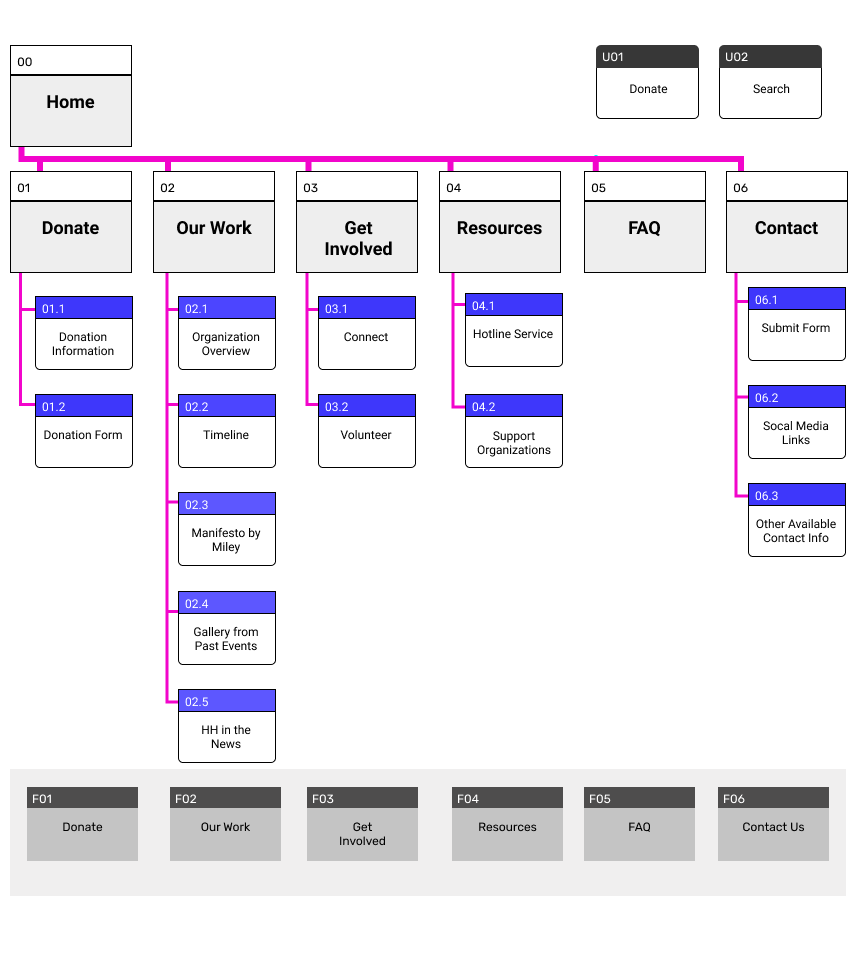 00
Home
U01
Donate
U02
Search
01
Donate
02
Our Work
03
Get
Involved
04
Resources
05
FAQ
06
Contact
01.1
Donation
Information
01.2
Donation Form
02.1
Organization
Overview
02.2
Timeline
02.3
Manifesto by
Miley
02.4
Gallery from
Past Events
02.5
HH in the
News
03.1
Connect
03.2
Volunteer
04.1
Hotline Service
04.2
Support
Organizations
06.1
Submit Form
06.2
Socal Media
Links
06.3
Other Available
Contact Info
F01
Donate
F02
Our Work
F03
Get
Involved
F04
Resources
F05
FAQ
F06
Contact Us